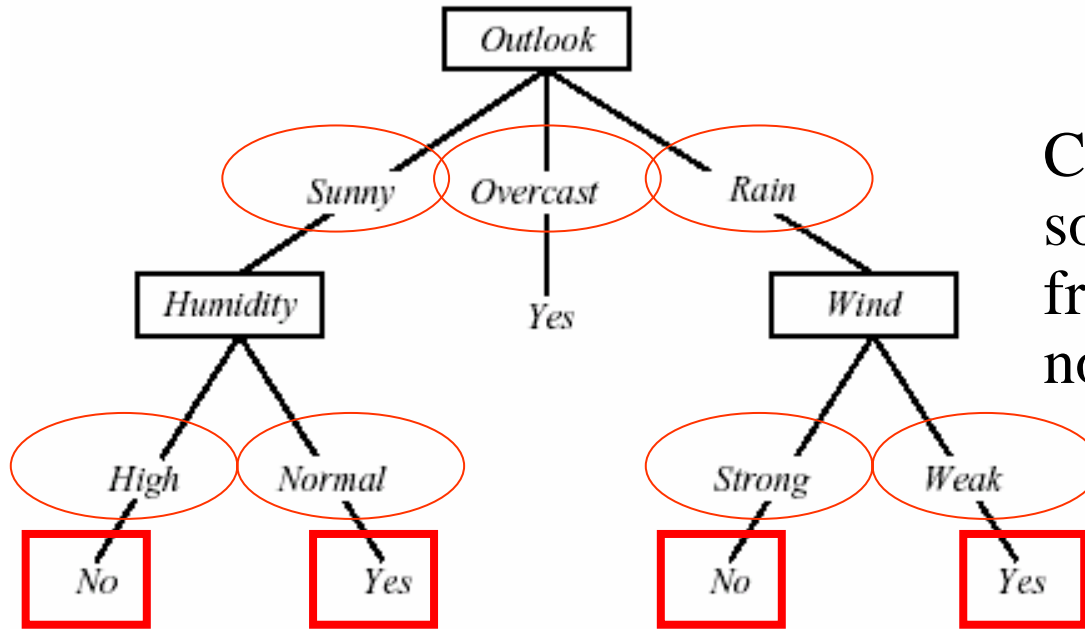 Outlook
Sunny Overcast Rain
Humidity Yes Wind
High Normal Strong Weak
No Yes No Yes